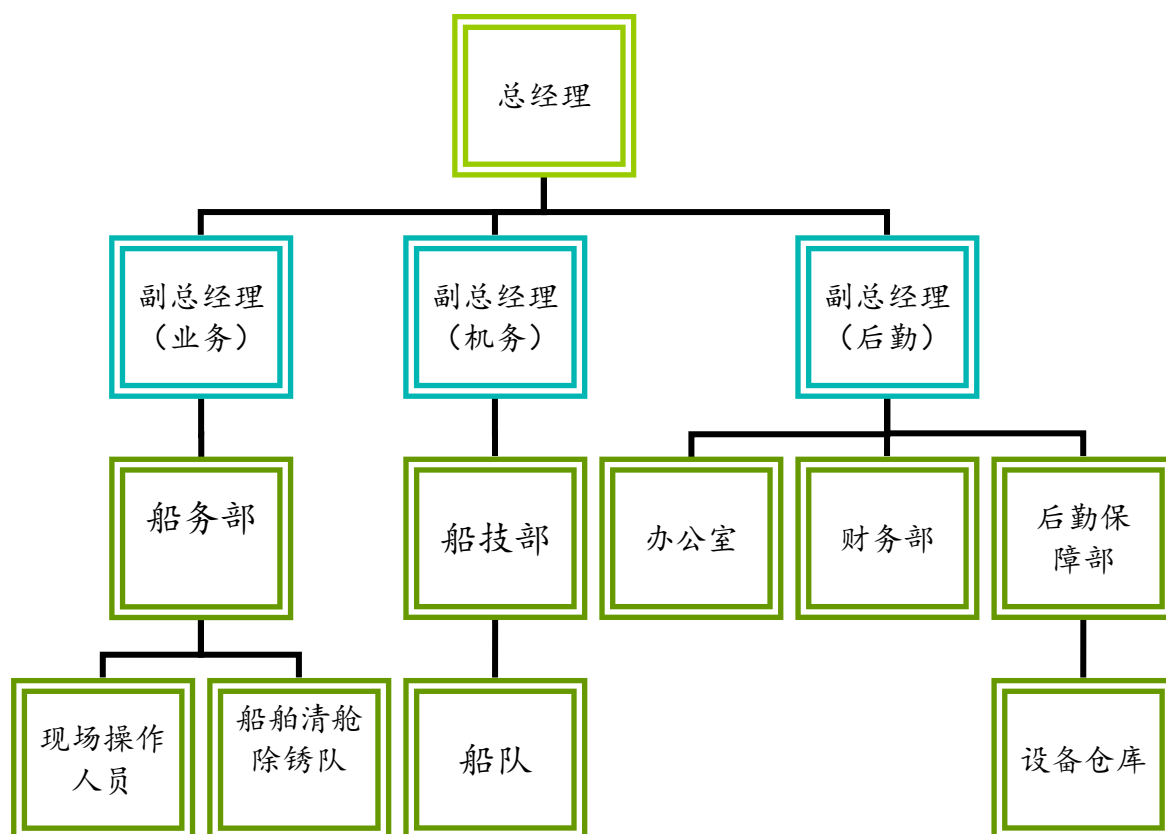 总经理
副总经理
（业务）
副总经理
（机务）
副总经理
（后勤）
船务部
船技部
办公室
财务部
后勤保
障部
现场操作
人员
船舶清舱
除锈队
船队
设备仓库